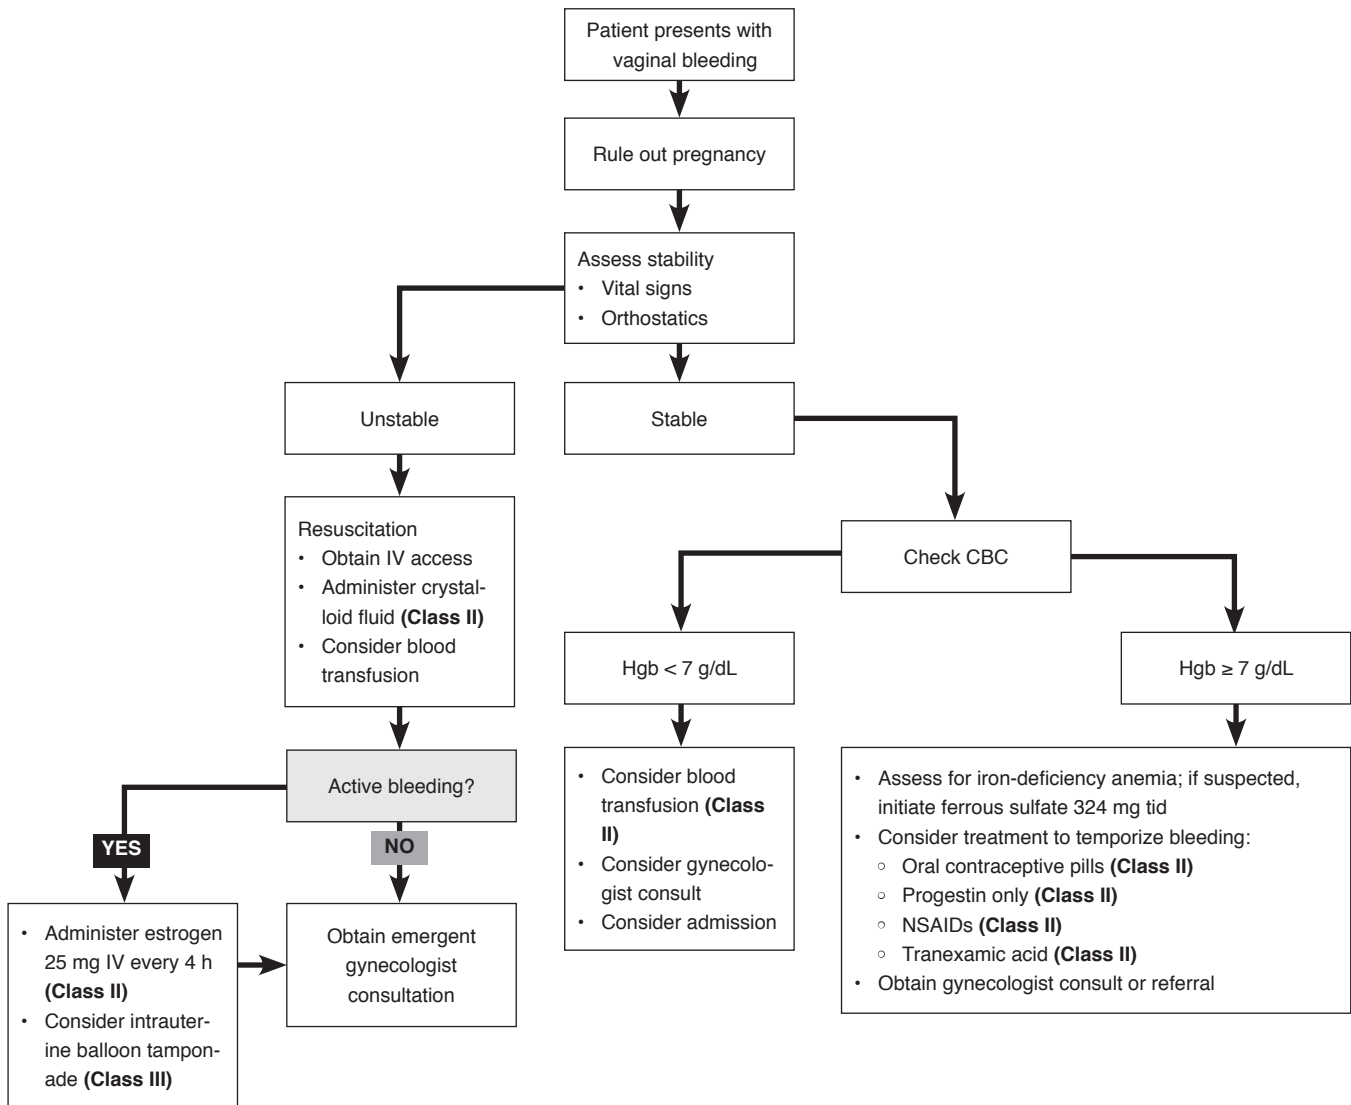 Patient presents with
vaginal bleeding
Rule out pregnancy
Assess stability
• Vital signs
• Orthostatics
Unstable
Stable
Resuscitation
• Obtain IV access
• Administer crystal-
loid fluid (Class II)
• Consider blood
transfusion
Check CBC
Hgb < 7 g/dL
Hgb ≥ 7 g/dL
Active bleeding?
YES
NO
• Administer estrogen
25 mg IV every 4 h
(Class II)
• Consider intrauter-
ine balloon tampon-
ade (Class III)
Obtain emergent
gynecologist
consultation
• Consider blood
transfusion (Class
II)
• Consider gynecolo-
gist consult
• Consider admission
• Assess for iron-deficiency anemia; if suspected,
initiate ferrous sulfate 324 mg tid
• Consider treatment to temporize bleeding:
○ Oral contraceptive pills (Class II)
○ Progestin only (Class II)
○ NSAIDs (Class II)
○ Tranexamic acid (Class II)
• Obtain gynecologist consult or referral